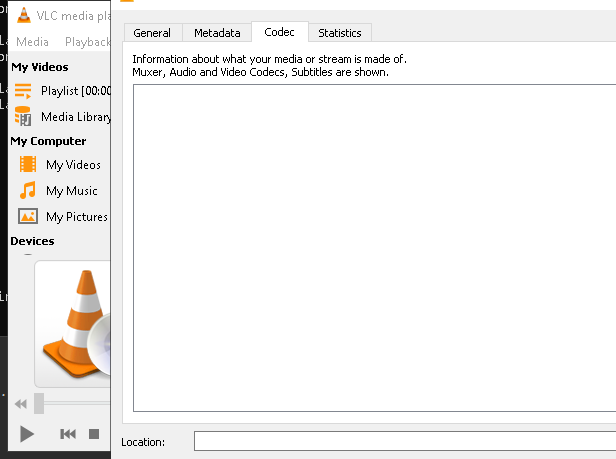 VLC media pla
Media Playback
My Videos
Playlist [00:00
Media Library
My Computer
My Videos
My Music
My Pictures
Devices
General Metadata Codec Statistics
Information about what your media or stream is made of.
Muxer, Audio and Video Codecs, Subtitles are shown.
Location: